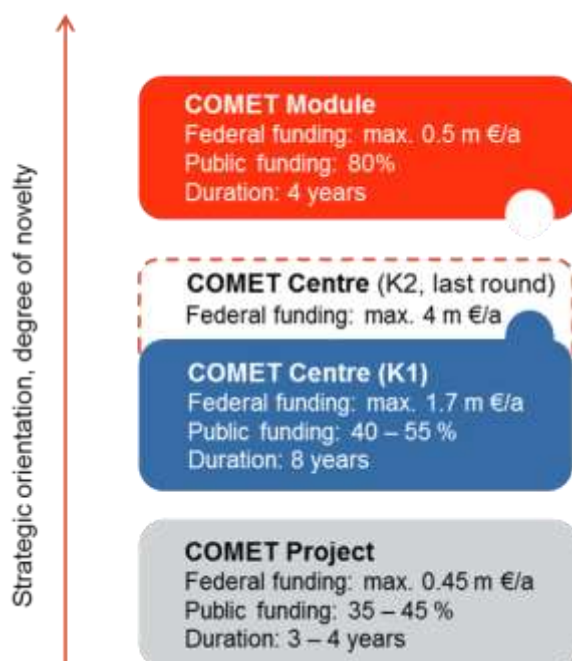 Strategic orientation, degree of novelty
COMET Module
Federal funding: max. 0.5 m €/a
Public funding: 80%
Duration: 4 years
COMET Centre (K2, last round)
Federal funding: max. 4 m €/a
COMET Centre (K1)
Federal funding: max. 1.7 m €/a
Public funding: 40 – 55 %
Duration: 8 years
COMET Project
Federal funding: max. 0.45 m €/a
Public funding: 35 – 45 %
Duration: 3 – 4 years